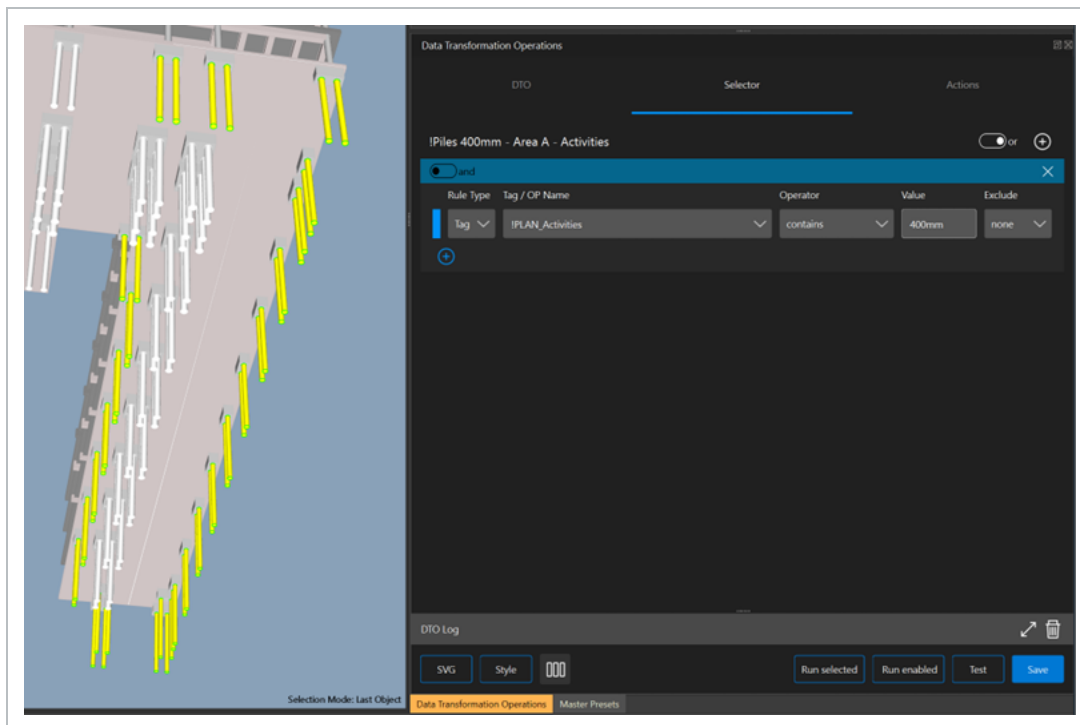 Data Transformation Operations
DTO Selector Actions
!Piles 400mm - Area A - Activities or
and
Rule Type Tag / OP Name Operator Value Exclude
Tag !PLAN_Activities contains 400mm none
DTO Log
SVG Style Run selected Run enabled Test Save
Selection Mode: Last Object
Data Transformation Operations Master Presets